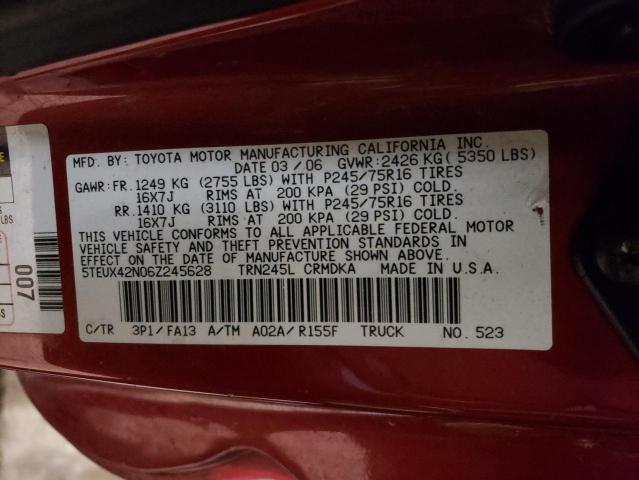 MFD. BY: TOYOTA MOTOR MANUFACTURING CALIFORNIA INC.
DATE 03 / 06 GVWR:2426 KG( 5350 LBS)
GAWR:FR.1249 KG (2755 LBS) WITH P245/75R16 TIRES
16X7J RIMS AT 200 KPA (29 PSI) COLD.
RR.1410 KG (3110 LBS) WITH P245/75R16 TIRES
16X7J RIMS AT 200 KPA (29 PSI) COLD.
THIS VEHICLE CONFORMS TO ALL APPLICABLE FEDERAL MOTOR
VEHICLE SAFETY AND THEFT PREVENTION STANDARDS IN
EFFECT ON THE DATE OF MANUFACTURE SHOWN ABOVE.
5TEUX42N06Z245628 TRN245L CRMDKA MADE IN U.S.A.
C/TR 3P1/FA13 A/TM A02A/R155F TRUCK NO. 523
007
LBS